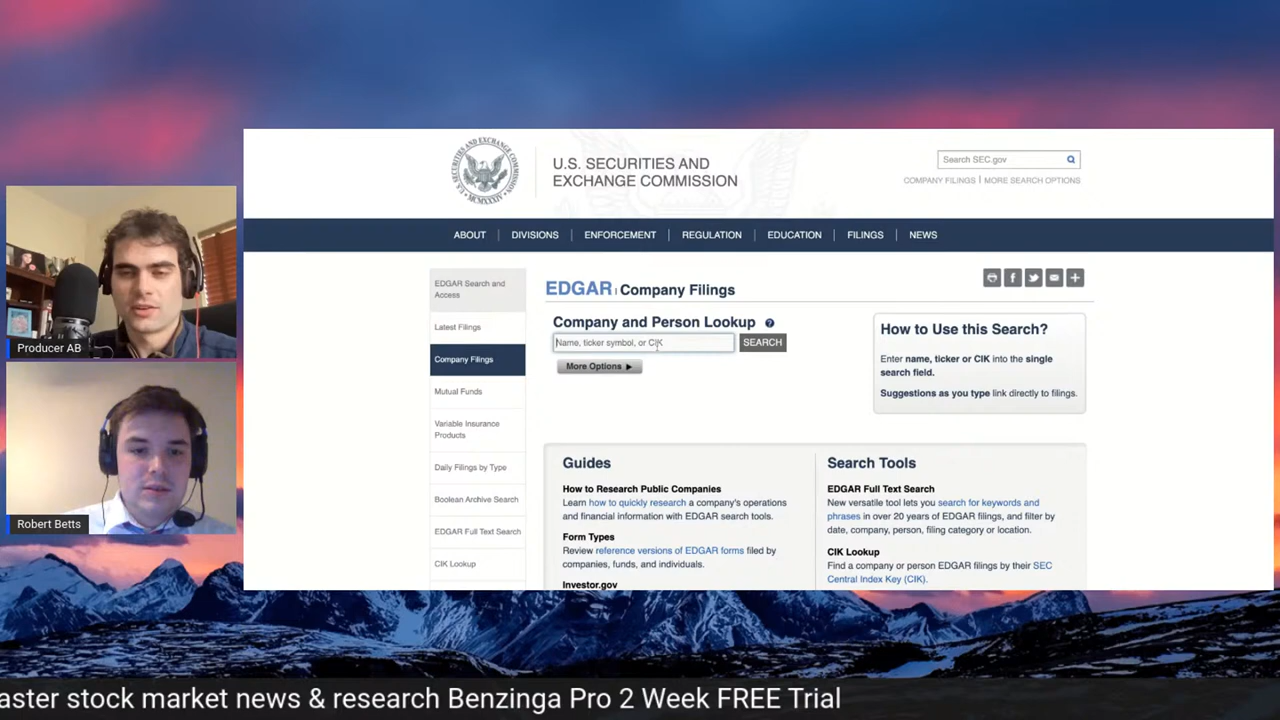 U.S. SECURITIES AND
EXCHANGE COMMISSION
Search SEC.gov
COMPANY FILINGS | MORE SEARCH OPTIONS
ABOUT | DIVISIONS | ENFORCEMENT | REGULATION | EDUCATION | FILINGS | NEWS
EDGAR Search and
Access
Latest Filings
Company Filings
Mutual Funds
Variable Insurance
Products
Daily Filings by Type
Boolean Archive Search
EDGAR Full Text Search
CIK Lookup
EDGAR | Company Filings
Company and Person Lookup
Name, ticker symbol, or CIK
SEARCH
More Options
How to Use this Search?
Enter name, ticker or CIK into the single
search field.
Suggestions as you type link directly to filings.
Guides
How to Research Public Companies
Learn how to quickly research a company's operations
and financial information with EDGAR search tools.
Form Types
Review reference versions of EDGAR forms filed by
companies, funds, and individuals.
Investor.gov
Search Tools
EDGAR Full Text Search
New versatile tool lets you search for keywords and
phrases in over 20 years of EDGAR filings, and filter by
date, company, person, filing category or location.
CIK Lookup
Find a company or person EDGAR filings by their SEC
Central Index Key (CIK).
Producer AB
Robert Betts
aster stock market news & research Benzinga Pro 2 Week FREE Trial